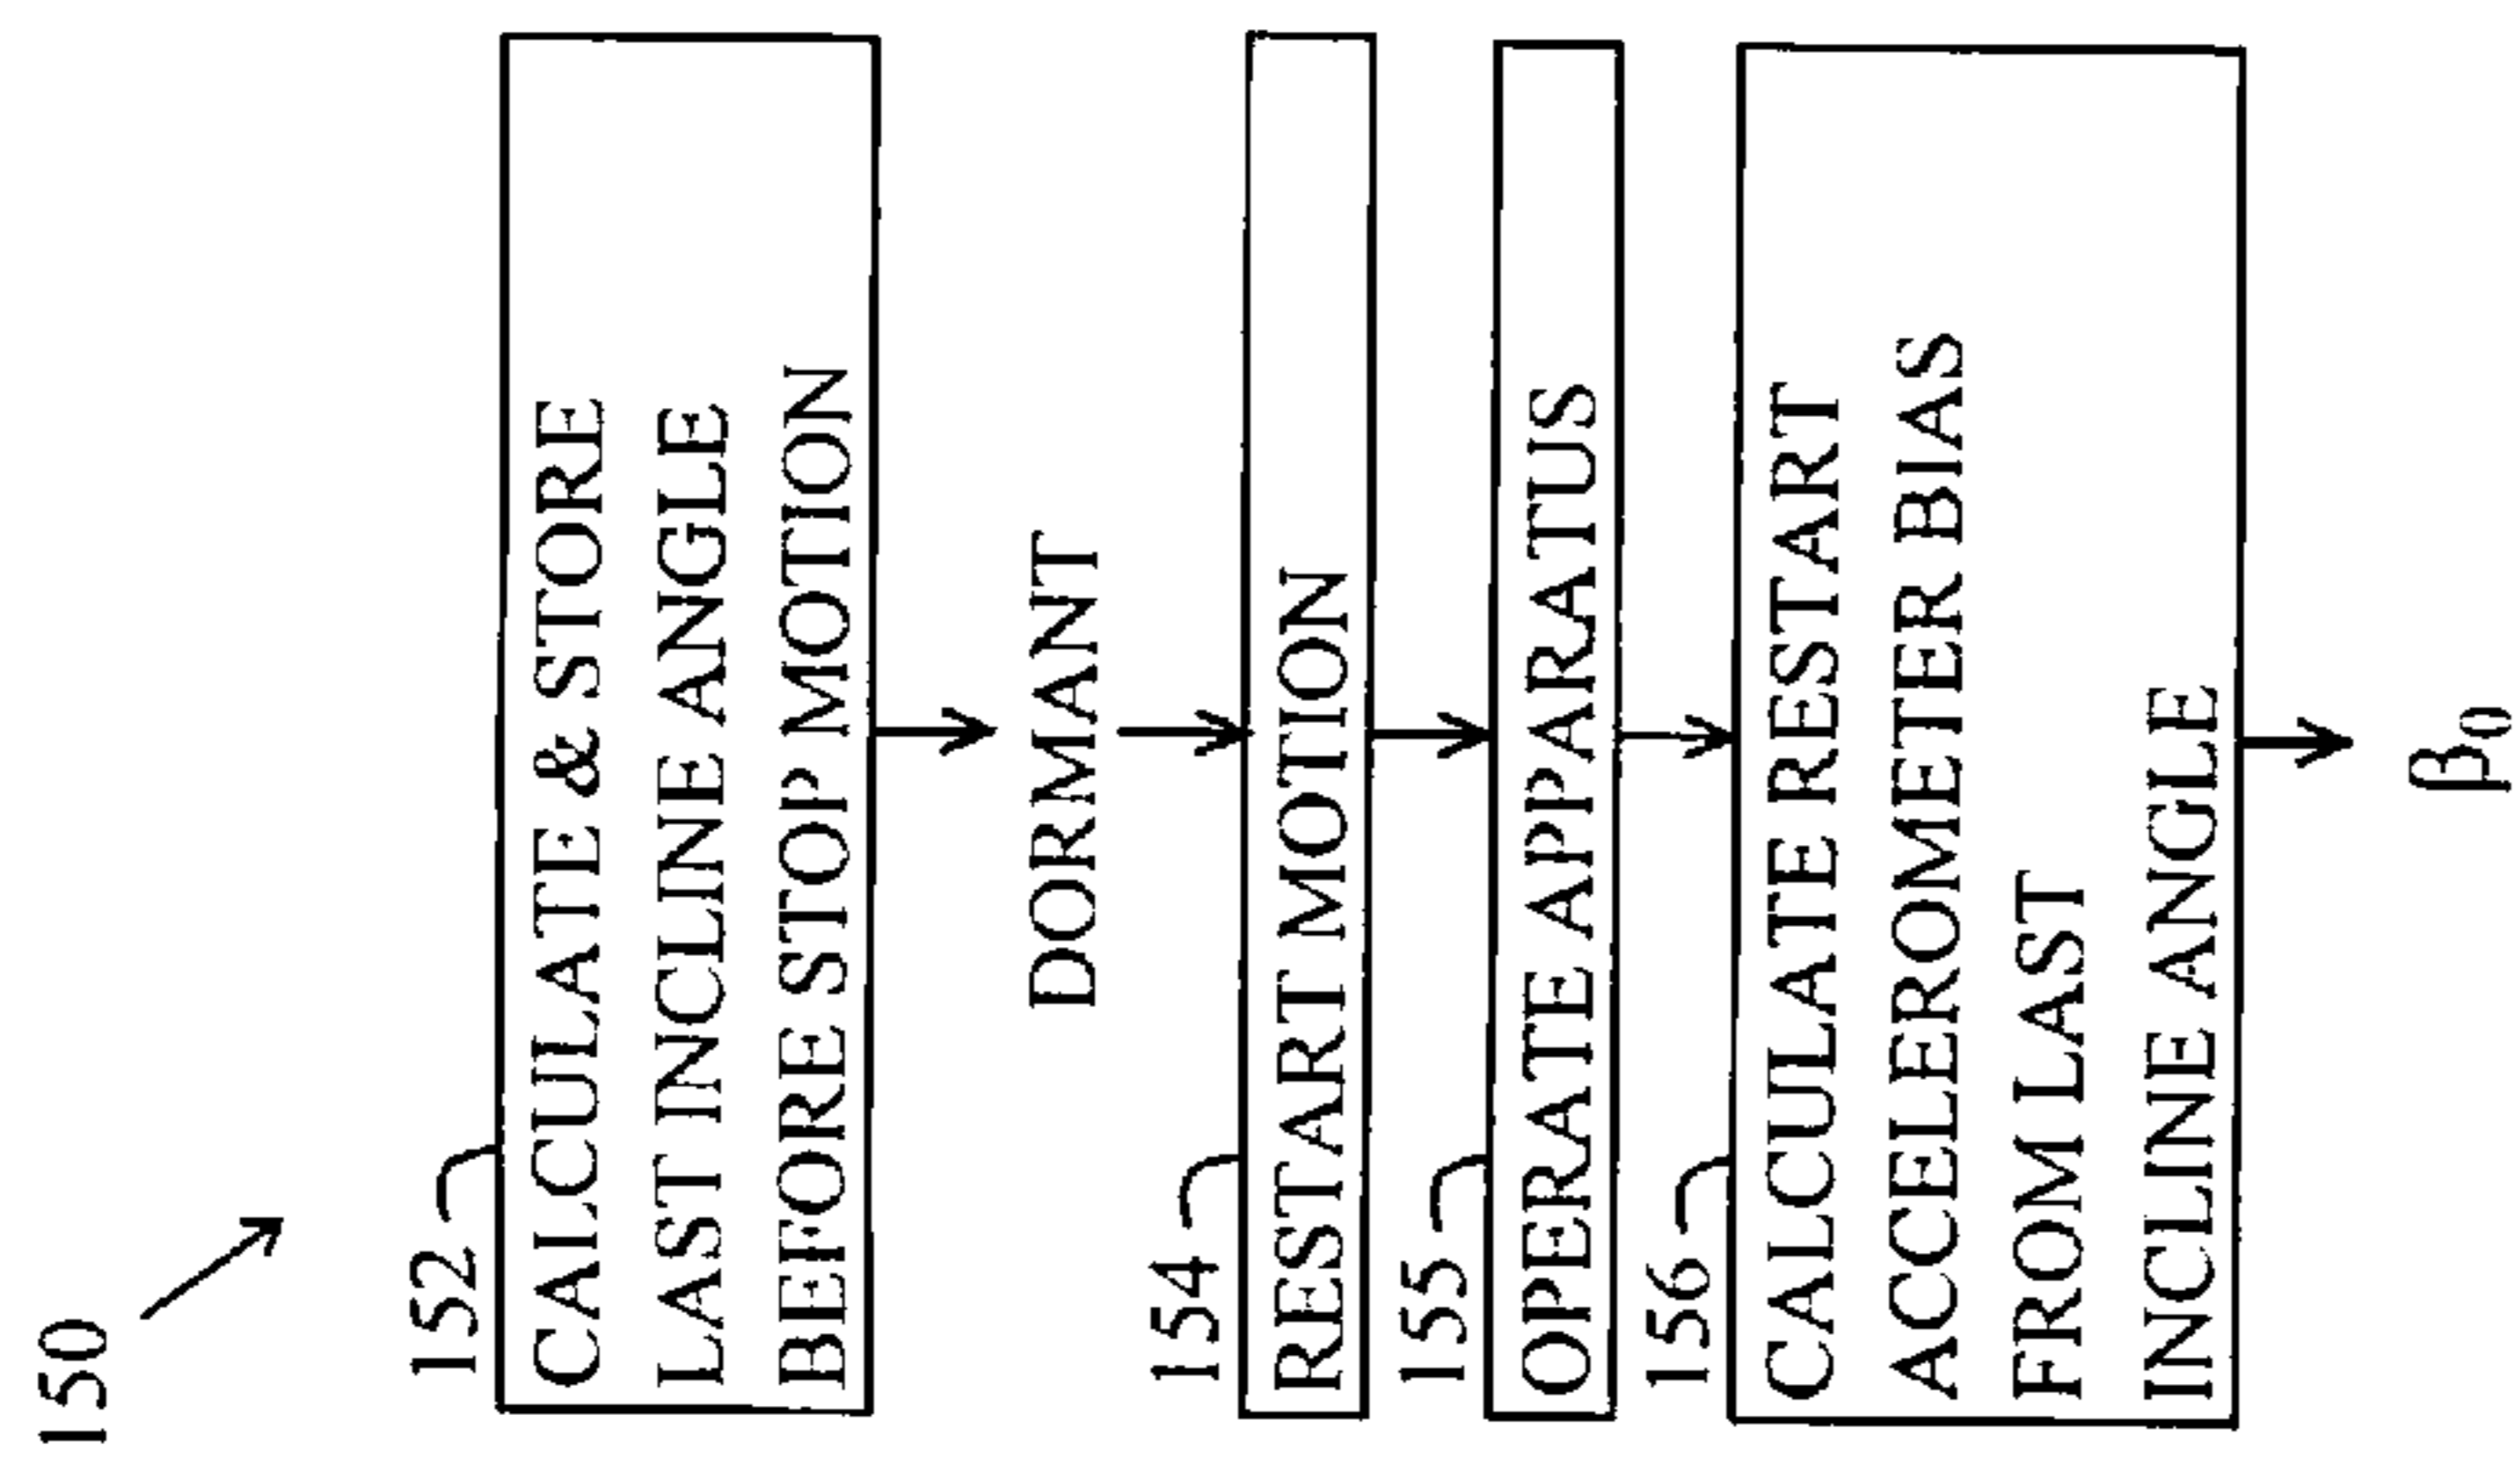 150
152
CALCULATE & STORE
LAST INCLINE ANGLE
BEFORE STOP MOTION
DORMANT
154
RESTART MOTION
155
OPERATE APPARATUS
156
CALCULATE RESTART
ACCELEROMETER BIAS
FROM LAST
INCLINE ANGLE
β₀